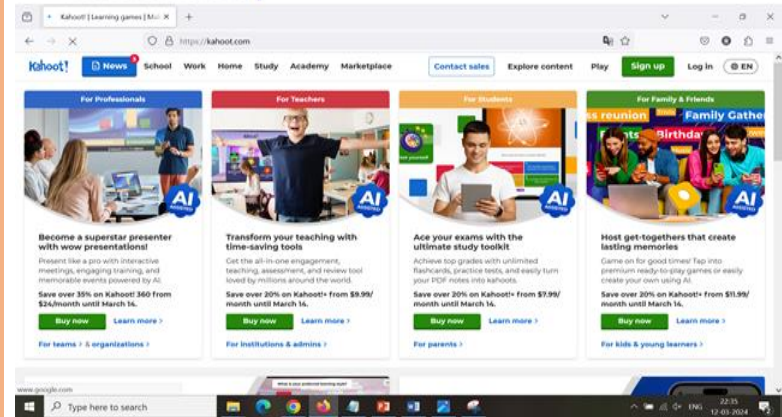 Kahoot! | Learning games | Ma
https://kahoot.com
Kahoot! News School Work Home Study Academy Marketplace Contact sales Explore content Play Sign up Log in EN
For Professionals
AI
ASSISTED
Become a superstar presenter
with wow presentations!
Present like a pro with interactive
meetings, engaging training, and
memorable events powered by AI.
Save over 35% on Kahoot! 360 from
$24/month until March 14.
Buy now Learn more >
For teams > & organizations >
For Teachers
AI
ASSISTED
Transform your teaching with
time-saving tools
Get the all-in-one engagement,
teaching, assessment, and review tool
loved by millions around the world.
Save over 20% on Kahoot!+ from $9.99/
month until March 14.
Buy now Learn more >
For institutions & admins >
For Students
AI
ASSISTED
Ace your exams with the
ultimate study toolkit
Achieve top grades with unlimited
flashcards, practice tests, and easily turn
your PDF notes into kahoots.
Save over 20% on Kahoot!+ from $7.99/
month until March 14.
Buy now Learn more >
For parents >
For Family & Friends
Family Gather
Birthda
AI
ASSISTED
Host get-togethers that create
lasting memories
Game on for good times! Tap into
premium ready-to-play games or easily
create your own using AI.
Save over 20% on Kahoot!+ from $11.99/
month until March 14.
Buy now Learn more >
For kids & young learners >
www.google.com
Type here to search
ENG
22:35
12-03-2024